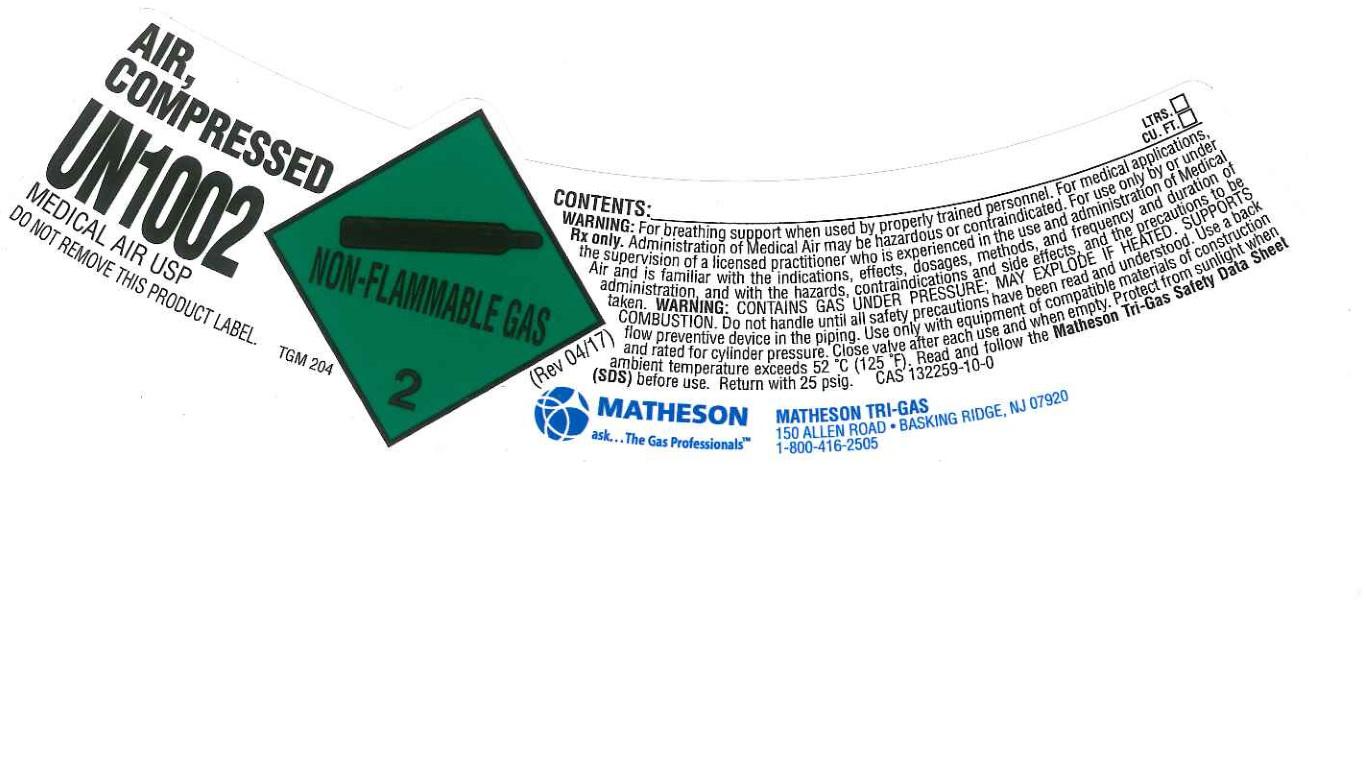 AIR,
COMPRESSED
UN1002
MEDICAL AIR USP
DO NOT REMOVE THIS PRODUCT LABEL.
TGM 204
NON-FLAMMABLE GAS
2
(Rev 04/17)
LTRS.
CU. FT.
CONTENTS:
WARNING: For breathing support when used by properly trained personnel. For medical applications,
Rx only. Administration of Medical Air may be hazardous or contraindicated. For use only by or under
the supervision of a licensed practitioner who is experienced in the use and administration of Medical
Air and is familiar with the indications, effects, dosages, methods, and frequency and duration of
administration, and with the hazards, contraindications and side effects, and the precautions to be
taken. WARNING: CONTAINS GAS UNDER PRESSURE; MAY EXPLODE IF HEATED. SUPPORTS
COMBUSTION. Do not handle until all safety precautions have been read and understood. Use a back
flow preventive device in the piping. Use only with equipment of compatible materials of construction
and rated for cylinder pressure. Close valve after each use and when empty. Protect from sunlight when
ambient temperature exceeds 52 °C (125 °F). Read and follow the Matheson Tri-Gas Safety Data Sheet
(SDS) before use. Return with 25 psig. CAS 132259-10-0
MATHESON
ask...The Gas Professionals™
MATHESON TRI-GAS
150 ALLEN ROAD • BASKING RIDGE, NJ 07920
1-800-416-2505